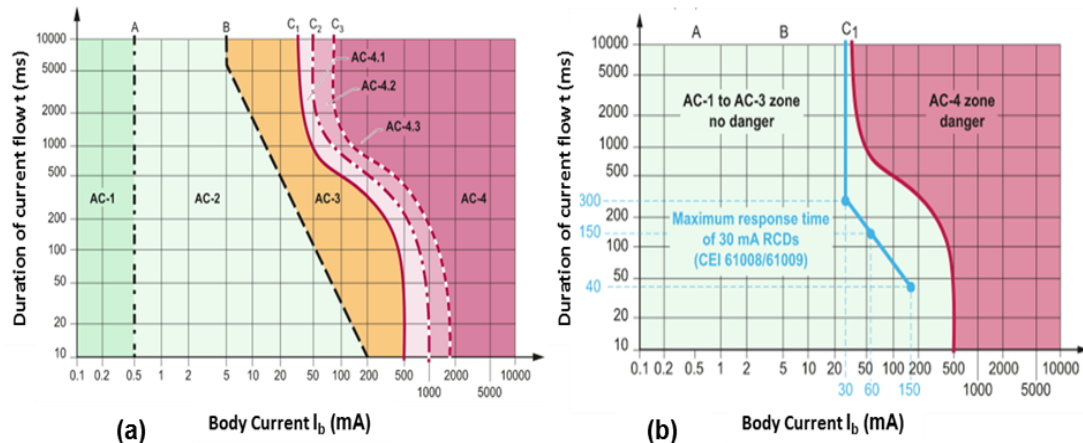 A
B
C1
C2
C3
10000
5000
2000
1000
500
200
100
50
20
10
Duration of current flow t (ms)
AC-4.1
AC-4.2
AC-4.3
AC-1
AC-2
AC-3
AC-4
0.1 0.2 0.5 1 2 5 10 20 50 100 200 500 2000 10000
1000 5000
(a)
Body Current Ib (mA)
A
B
C1
10000
5000
2000
1000
500
200
100
50
20
10
300
150
40
Duration of current flow t (ms)
AC-1 to AC-3 zone
no danger
AC-4 zone
danger
Maximum response time
of 30 mA RCDs
(CEI 61008/61009)
0.1 0.2 0.5 1 2 5 10 20 50 100 200 500 2000 10000
30 60 150 1000 5000
(b)
Body Current Ib (mA)